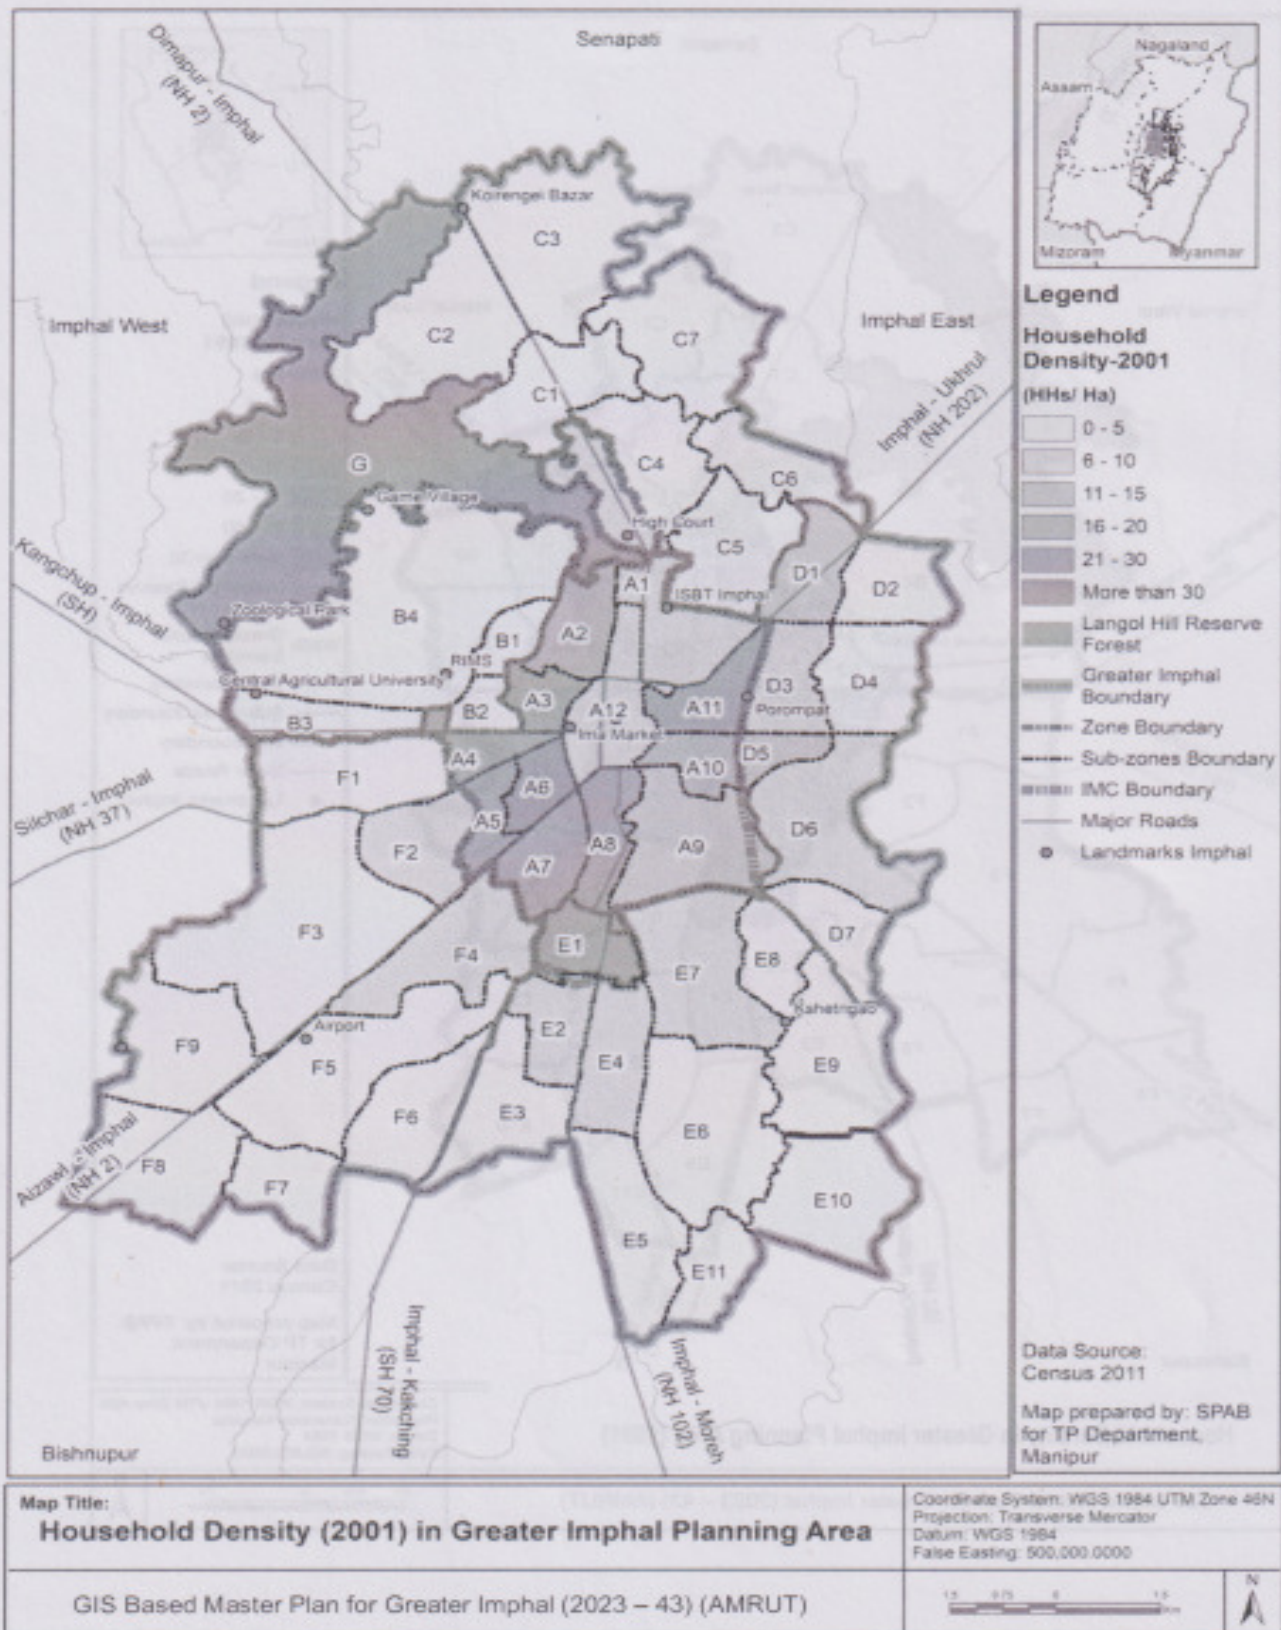 Senapati
Dimapur - Imphal
(NH 2)
Koirengei Bazar
C3
Imphal West
C2
C7
Imphal East
C1
Imphal - Ukhrul
(NH 202)
G
C4
C6
Game Village
High Court
C5
Kangchup - Imphal
(SH)
A1
D1
D2
ISBT Imphal
Zoological Park
B4
B1
A2
RIMS
Central Agricultural University
D3
D4
A3
A12
A11
Porompat
B3
B2
Ima Market
A4
D5
F1
A6
A10
Silchar - Imphal
(NH 37)
A5
D6
F2
A7
A8
A9
F3
F4
E1
E7
E8
D7
Kahetrigao
Airport
F9
E2
F5
E4
E9
F6
E3
E6
Aizawl - Imphal
(NH 2)
F8
F7
E10
E5
E11
Imphal - Kakching
(SH 70)
Imphal - Moreh
(NH 102)
Bishnupur
Nagaland
Assam
Mizoram
Myanmar
Legend
Household
Density-2001
(HHs/ Ha)
0 - 5
6 - 10
11 - 15
16 - 20
21 - 30
More than 30
Langol Hill Reserve
Forest
Greater Imphal
Boundary
Zone Boundary
Sub-zones Boundary
IMC Boundary
Major Roads
Landmarks Imphal
Data Source:
Census 2011
Map prepared by: SPAB
for TP Department,
Manipur
Map Title:
Household Density (2001) in Greater Imphal Planning Area
GIS Based Master Plan for Greater Imphal (2023 – 43) (AMRUT)
Coordinate System: WGS 1984 UTM Zone 46N
Projection: Transverse Mercator
Datum: WGS 1984
False Easting: 500,000.0000
1.5 0.75 0 1.5
Km
N